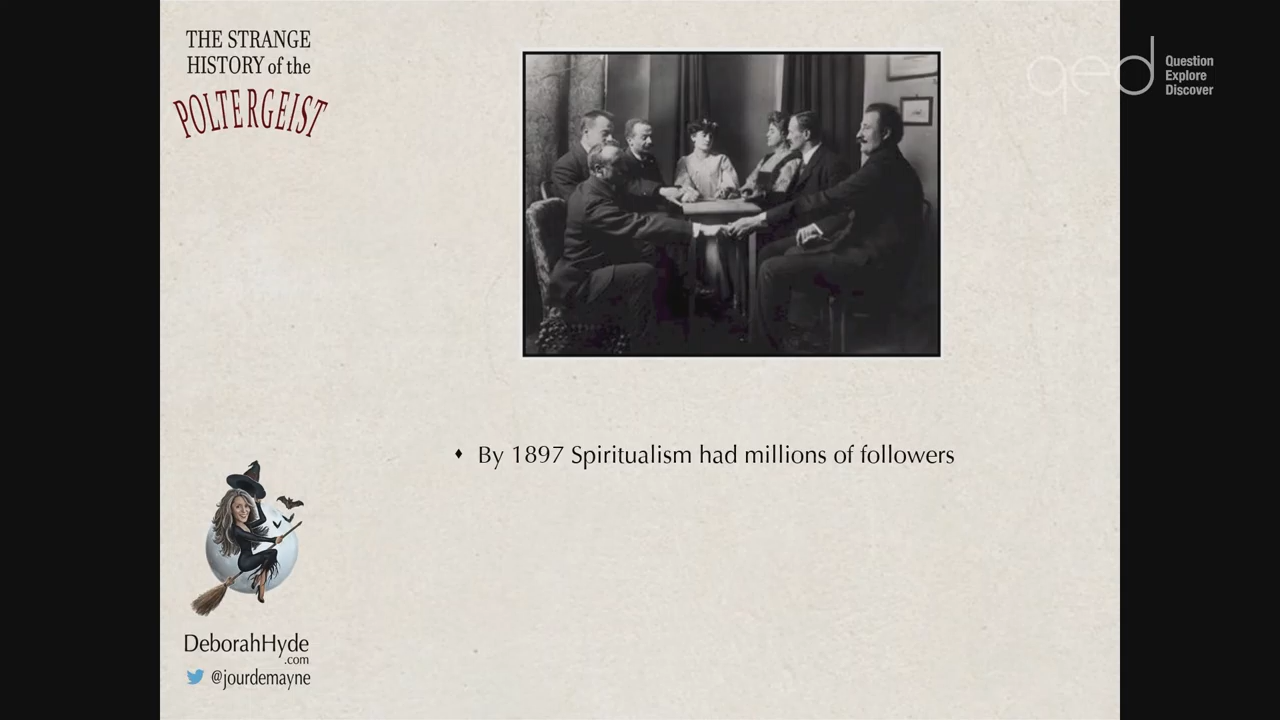 THE STRANGE
HISTORY of the
POLTERGEIST
qed
Question
Explore
Discover
By 1897 Spiritualism had millions of followers
DeborahHyde
.com
@jourdemayne